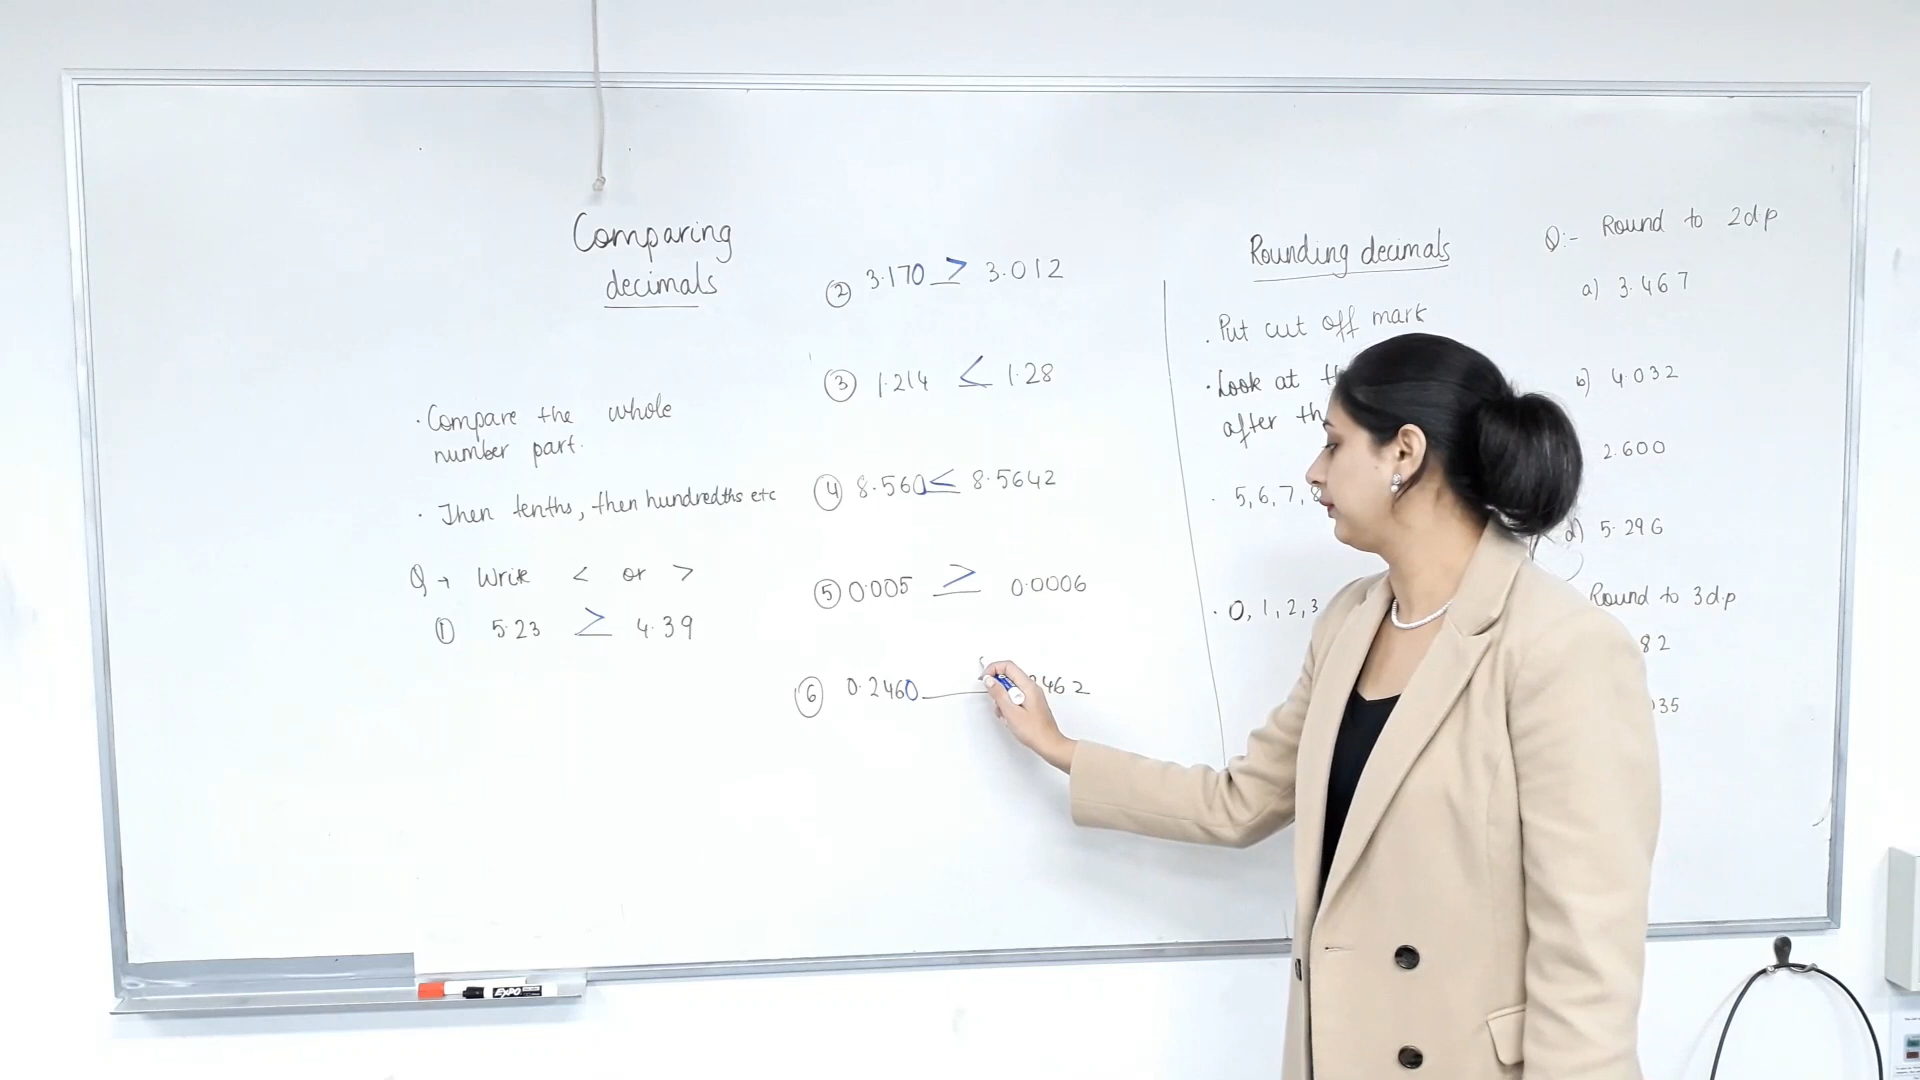 Comparing
decimals
· Compare the whole
number part.
· Then tenths, then hundredths etc
Q → Write < or >
① 5.23 > 4.39
② 3.170 > 3.012
③ 1.214 < 1.28
④ 8.560 < 8.5642
⑤ 0.005 > 0.0006
⑥ 0.2460 462
Rounding decimals
· Put cut off mark
· Look at
after
· 5, 6, 7,
· 0, 1, 2, 3
Q:- Round to 2d.p
a) 3.467
b) 4.032
2.600
d) 5.296
Round to 3d.p
82
35
EXPO